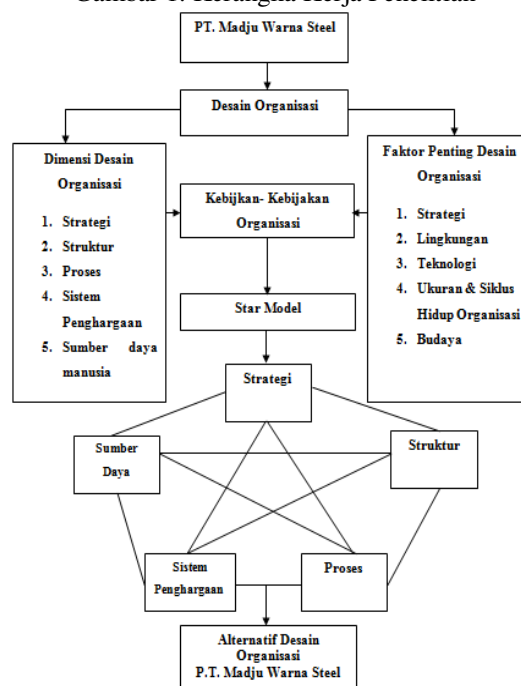 Gambar 1. Kerangka Kerja Penelitian
PT. Madju Warna Steel
Desain Organisasi
Dimensi Desain
Organisasi
1. Strategi
2. Struktur
3. Proses
4. Sistem
Penghargaan
5. Sumber daya
manusia
Kebijkan- Kebijakan
Organisasi
Faktor Penting Desain
Organisasi
1. Strategi
2. Lingkungan
3. Teknologi
4. Ukuran & Siklus
Hidup Organisasi
5. Budaya
Star Model
Strategi
Sumber
Daya
Struktur
Sistem
Penghargaan
Proses
Alternatif Desain
Organisasi
P.T. Madju Warna Steel